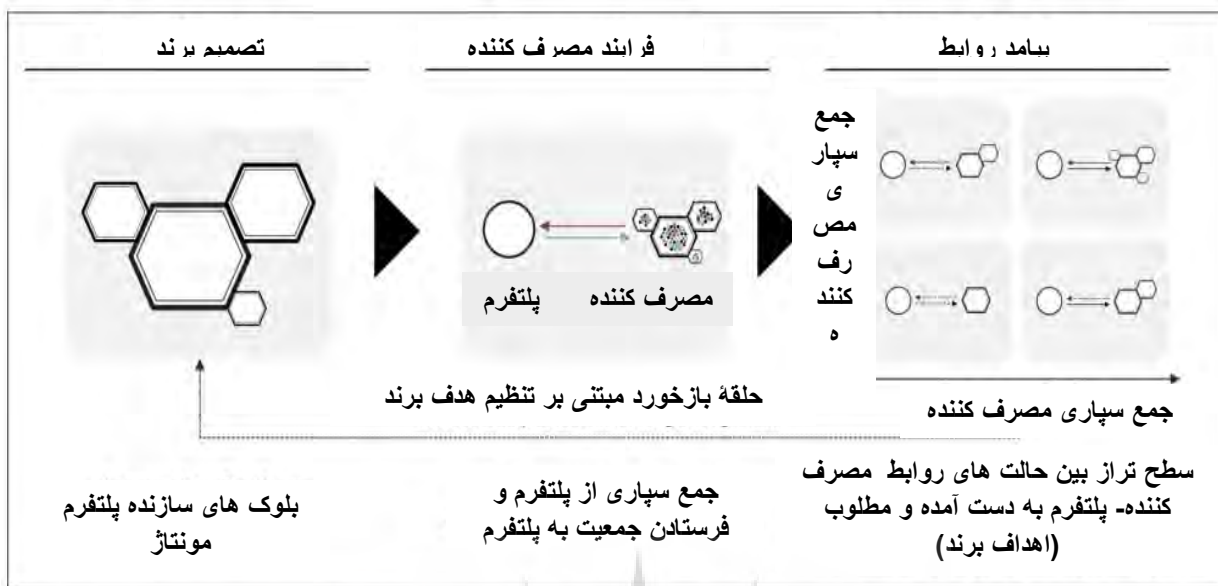 پیامد روابط
فرایند مصرف کننده
تصمیم برند
جمع
سپار
ی
مص
رف
کنند
ه
پلتفرم
مصرف کننده
جمع سپاری مصرف کننده
حلقهٔ بازخورد مبتنی بر تنظیم هدف برند
سطح تراز بین حالت های روابط مصرف
کننده- پلتفرم به دست آمده و مطلوب
(اهداف برند)
جمع سپاری از پلتفرم و
فرستادن جمعیت به پلتفرم
بلوک های سازنده پلتفرم
مونتاژ